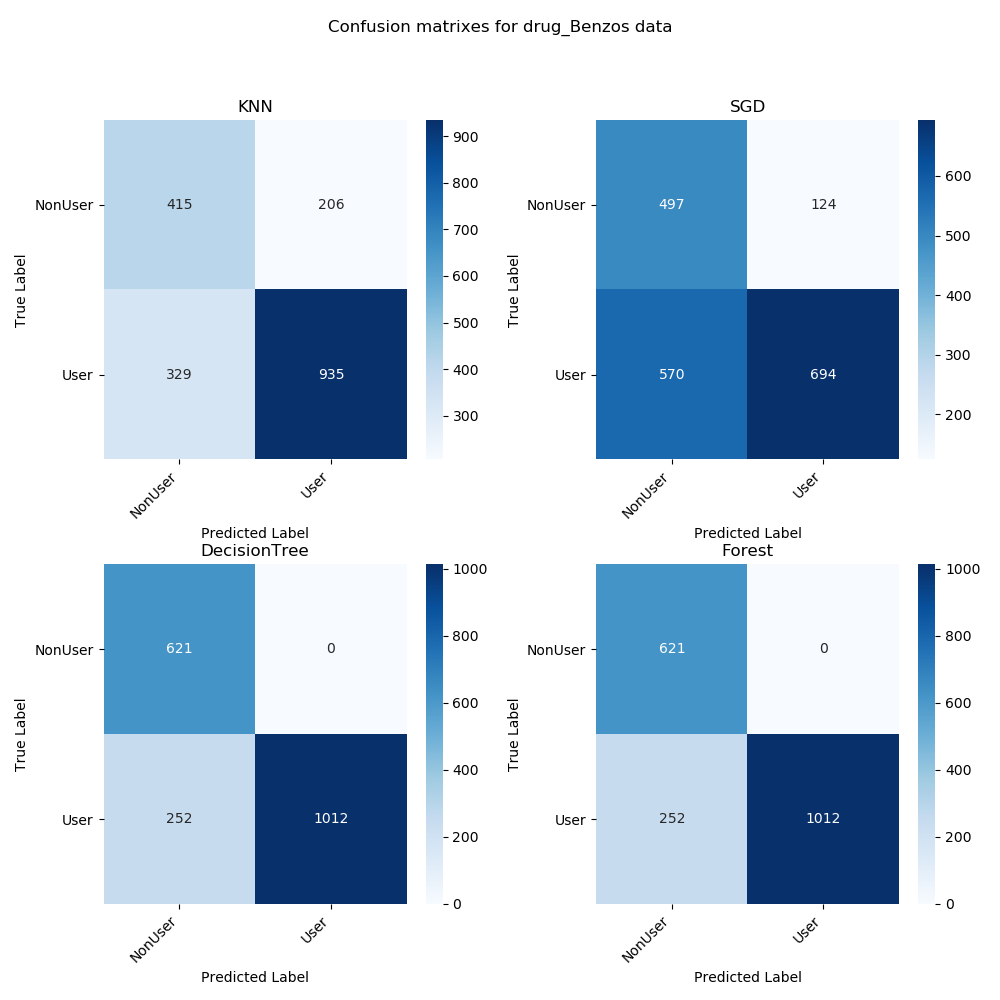 Confusion matrixes for drug_Benzos data
KNN
NonUser
User
415
206
329
935
NonUser
User
True Label
Predicted Label
900
800
700
600
500
400
300
SGD
NonUser
User
497
124
570
694
NonUser
User
True Label
Predicted Label
600
500
400
300
200
DecisionTree
NonUser
User
621
0
252
1012
NonUser
User
True Label
Predicted Label
1000
800
600
400
200
0
Forest
NonUser
User
621
0
252
1012
NonUser
User
True Label
Predicted Label
1000
800
600
400
200
0